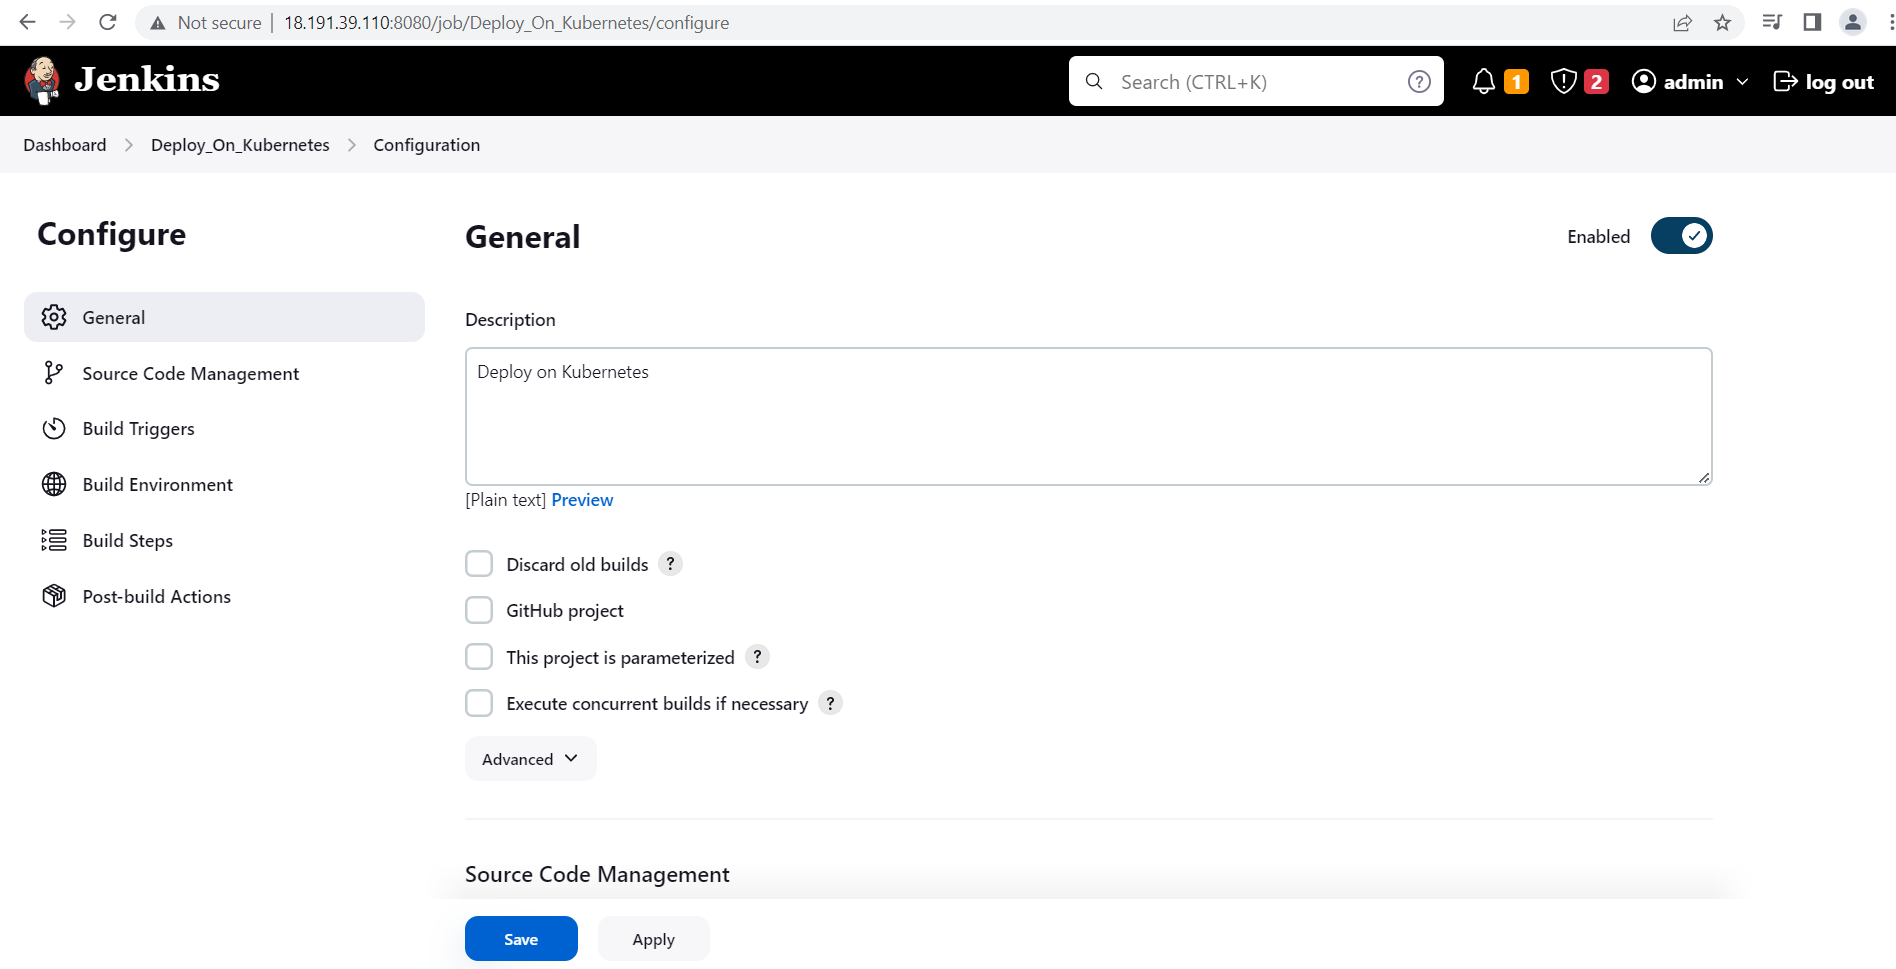 Not secure | 18.191.39.110:8080/job/Deploy_On_Kubernetes/configure
Jenkins
Search (CTRL+K)
?
1
2
admin
log out
Dashboard
Deploy_On_Kubernetes
Configuration
Configure
General
Source Code Management
Build Triggers
Build Environment
Build Steps
Post-build Actions
General
Enabled
Description
Deploy on Kubernetes
[Plain text] Preview
Discard old builds ?
GitHub project
This project is parameterized ?
Execute concurrent builds if necessary ?
Advanced
Source Code Management
Save
Apply